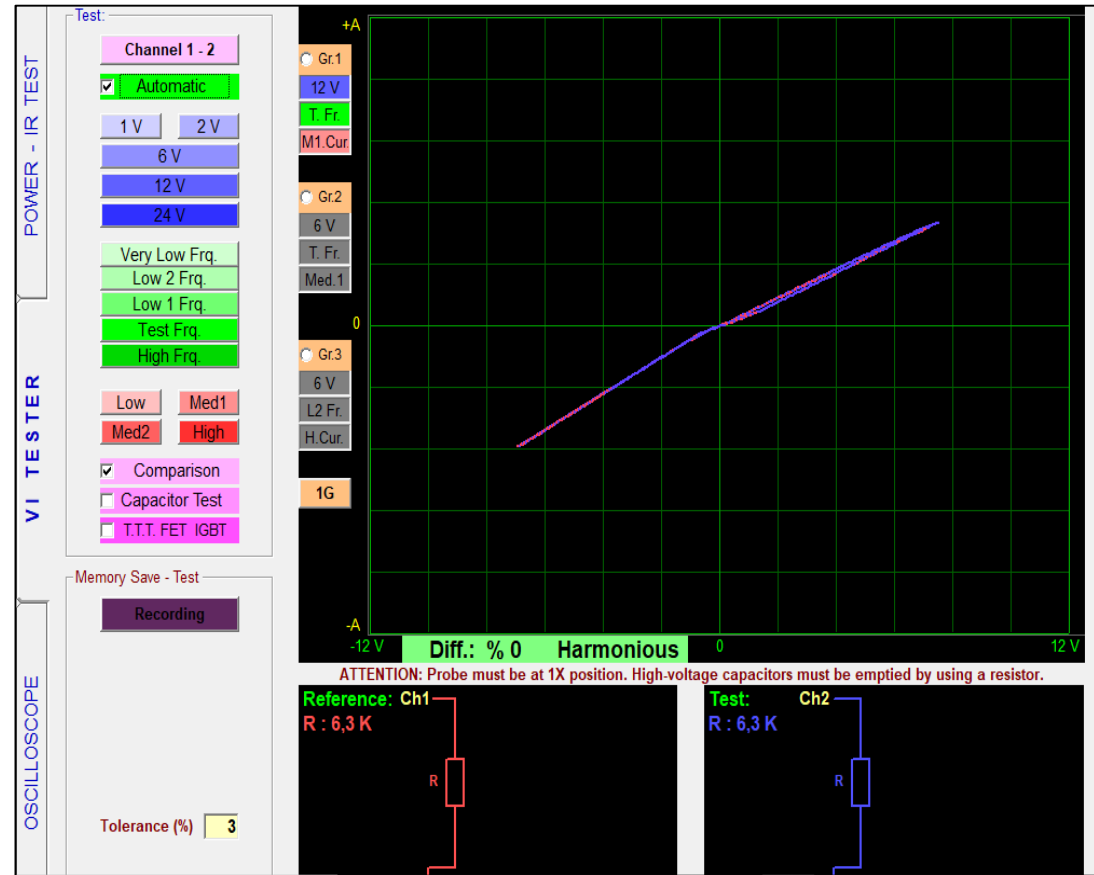 POWER - IR TEST
VI TESTER
OSCILLOSCOPE
Test:
Channel 1 - 2
Automatic
1 V
2 V
6 V
12 V
24 V
Very Low Frq.
Low 2 Frq.
Low 1 Frq.
Test Frq.
High Frq.
Low
Med1
Med2
High
Comparison
Capacitor Test
T.T.T. FET IGBT
Memory Save - Test
Recording
Tolerance (%) 3
Gr.1
12 V
T. Fr.
M1.Cur.
Gr.2
6 V
T. Fr.
Med.1
Gr.3
6 V
L2 Fr.
H.Cur.
1G
+A
0
-A
-12 V
Diff.: % 0 Harmonious
0
12 V
ATTENTION: Probe must be at 1X position. High-voltage capacitors must be emptied by using a resistor.
Reference: Ch1
R : 6,3 K
R
Test: Ch2
R : 6,3 K
R